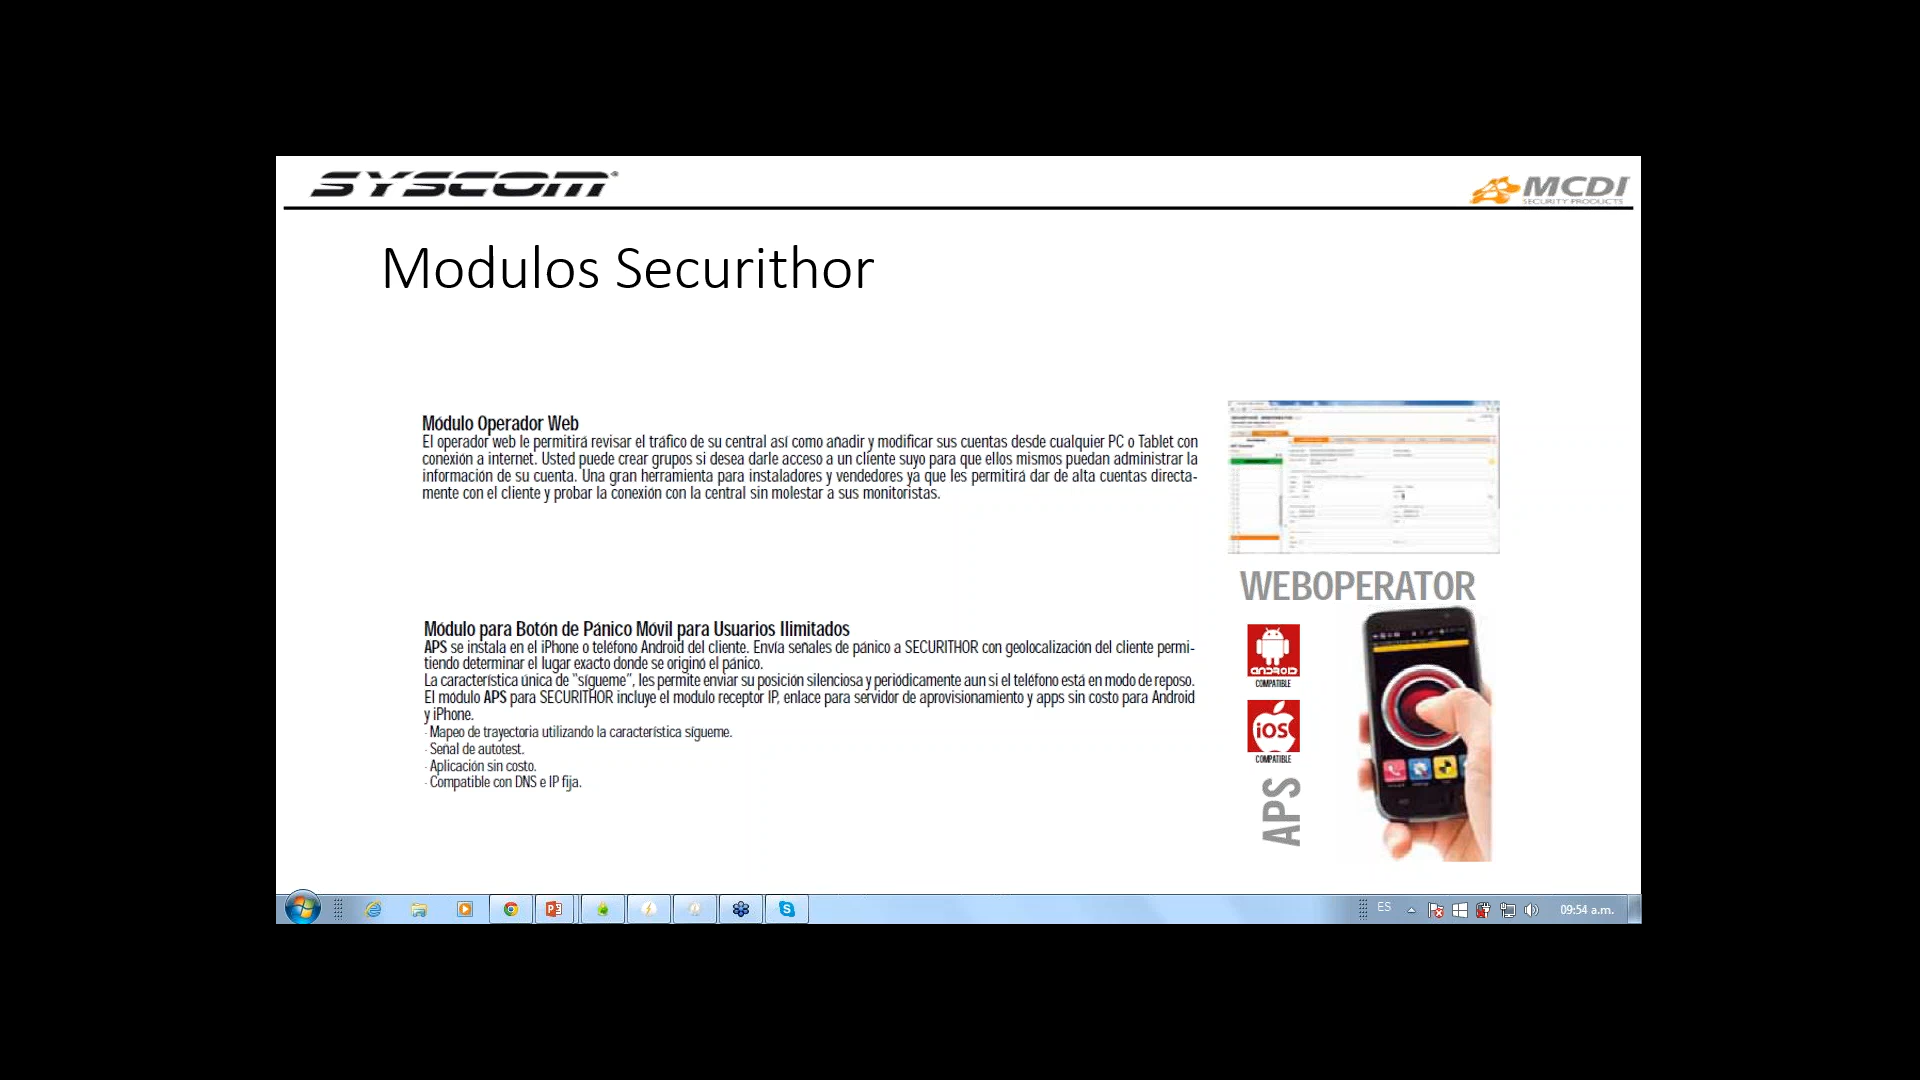 SYSCOM®
MCDI
SECURITY PRODUCTS
Modulos Securithor
Módulo Operador Web
El operador web le permitirá revisar el tráfico de su central así como añadir y modificar sus cuentas desde cualquier PC o Tablet con
conexión a internet. Usted puede crear grupos si desea darle acceso a un cliente suyo para que ellos mismos puedan administrar la
información de su cuenta. Una gran herramienta para instaladores y vendedores ya que les permitirá dar de alta cuentas directa-
mente con el cliente y probar la conexión con la central sin molestar a sus monitoristas.
WEBOPERATOR
Módulo para Botón de Pánico Móvil para Usuarios Ilimitados
APS se instala en el iPhone o teléfono Android del cliente. Envía señales de pánico a SECURITHOR con geolocalización del cliente permi-
tiendo determinar el lugar exacto donde se originó el pánico.
La característica única de "sígueme", les permite enviar su posición silenciosa y periódicamente aun si el teléfono está en modo de reposo.
El módulo APS para SECURITHOR incluye el modulo receptor IP, enlace para servidor de aprovisionamiento y apps sin costo para Android
y iPhone.
· Mapeo de trayectoria utilizando la característica sígueme.
· Señal de autotest.
· Aplicación sin costo.
· Compatible con DNS e IP fija.
ANDROID
COMPATIBLE
iOS
COMPATIBLE
APS
ES
09:54 a.m.